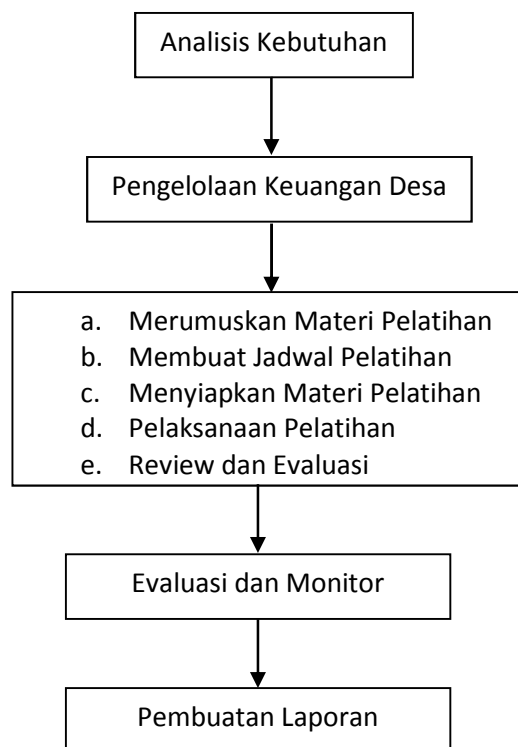 Analisis Kebutuhan
Pengelolaan Keuangan Desa
a. Merumuskan Materi Pelatihan
b. Membuat Jadwal Pelatihan
c. Menyiapkan Materi Pelatihan
d. Pelaksanaan Pelatihan
e. Review dan Evaluasi
Evaluasi dan Monitor
Pembuatan Laporan